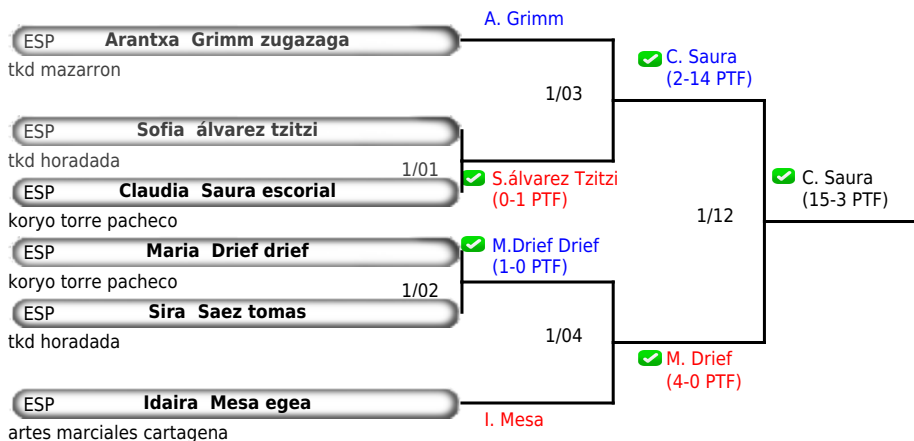 A. Grimm
ESP Arantxa Grimm zugazaga
tkd mazarron
C. Saura
(2-14 PTF)
1/03
ESP Sofia álvarez tzitzi
tkd horadada
1/01
S.álvarez Tzitzi
(0-1 PTF)
ESP Claudia Saura escorial
koryo torre pacheco
C. Saura
(15-3 PTF)
1/12
ESP Maria Drief drief
koryo torre pacheco
M.Drief Drief
(1-0 PTF)
1/02
ESP Sira Saez tomas
tkd horadada
1/04
M. Drief
(4-0 PTF)
ESP Idaira Mesa egea
artes marciales cartagena
I. Mesa